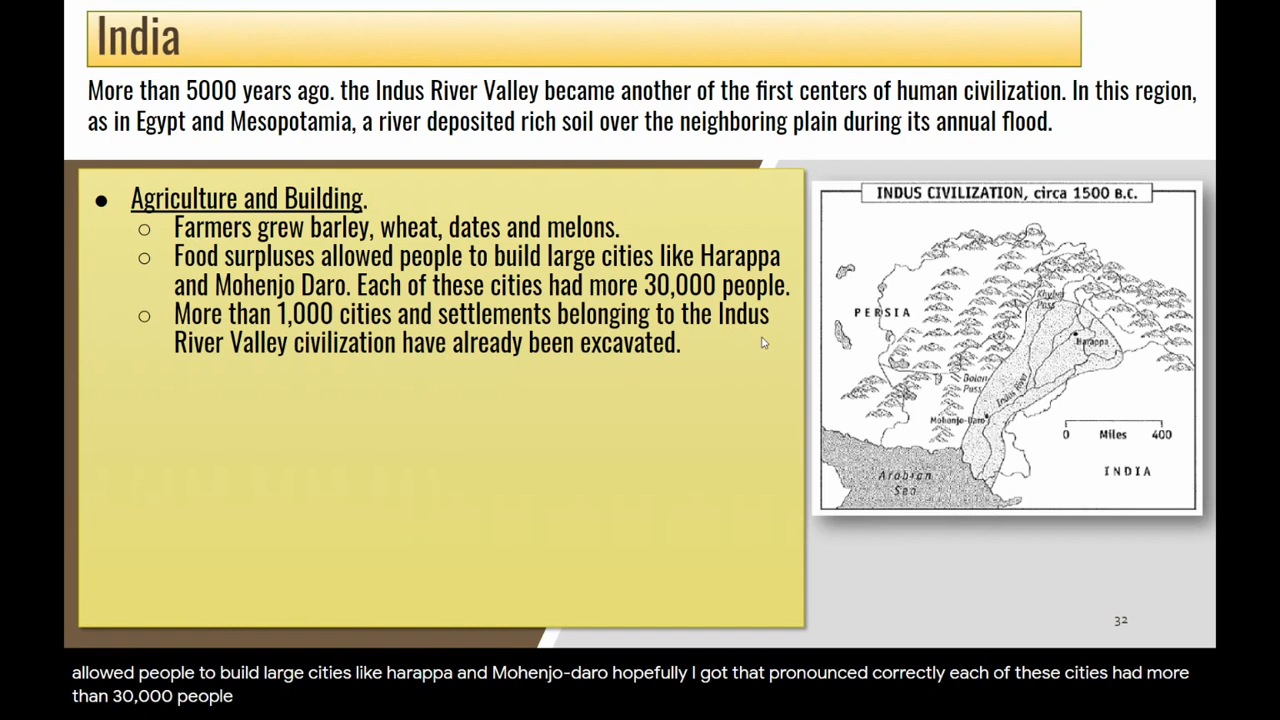 India
More than 5000 years ago. the Indus River Valley became another of the first centers of human civilization. In this region,
as in Egypt and Mesopotamia, a river deposited rich soil over the neighboring plain during its annual flood.
● Agriculture and Building.
○ Farmers grew barley, wheat, dates and melons.
○ Food surpluses allowed people to build large cities like Harappa
and Mohenjo Daro. Each of these cities had more 30,000 people.
○ More than 1,000 cities and settlements belonging to the Indus
River Valley civilization have already been excavated.
INDUS CIVILIZATION, circa 1500 B.C.
Khyber
Pass
PERSIA
Harappa
Bolan
Pass
Indus River
Mohenjo-Daro
0 Miles 400
INDIA
Arabian
Sea
32
allowed people to build large cities like harappa and Mohenjo-daro hopefully I got that pronounced correctly each of these cities had more
than 30,000 people